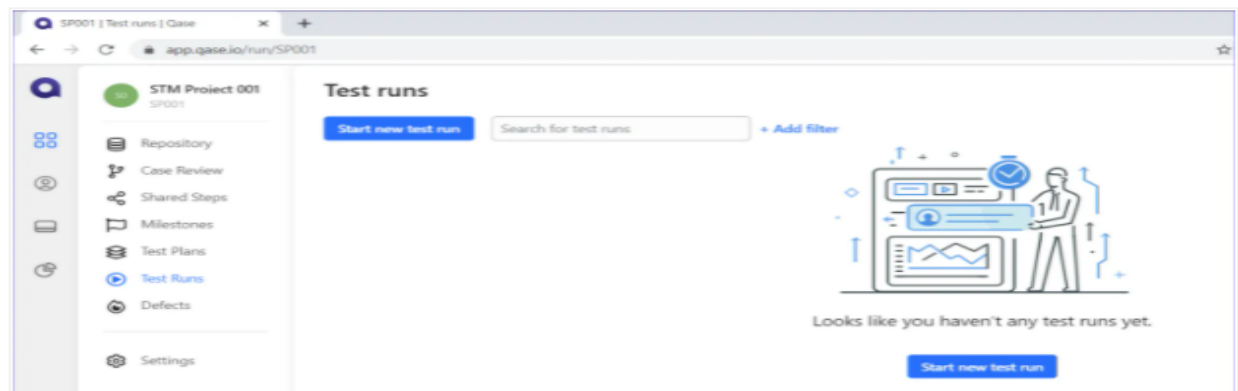 SP001 | Test runs | Qase
app.qase.io/run/SP001
STM Project 001
SP001
Repository
Case Review
Shared Steps
Milestones
Test Plans
Test Runs
Defects
Settings
Test runs
Start new test run
Search for test runs
+ Add filter
Looks like you haven't any test runs yet.
Start new test run